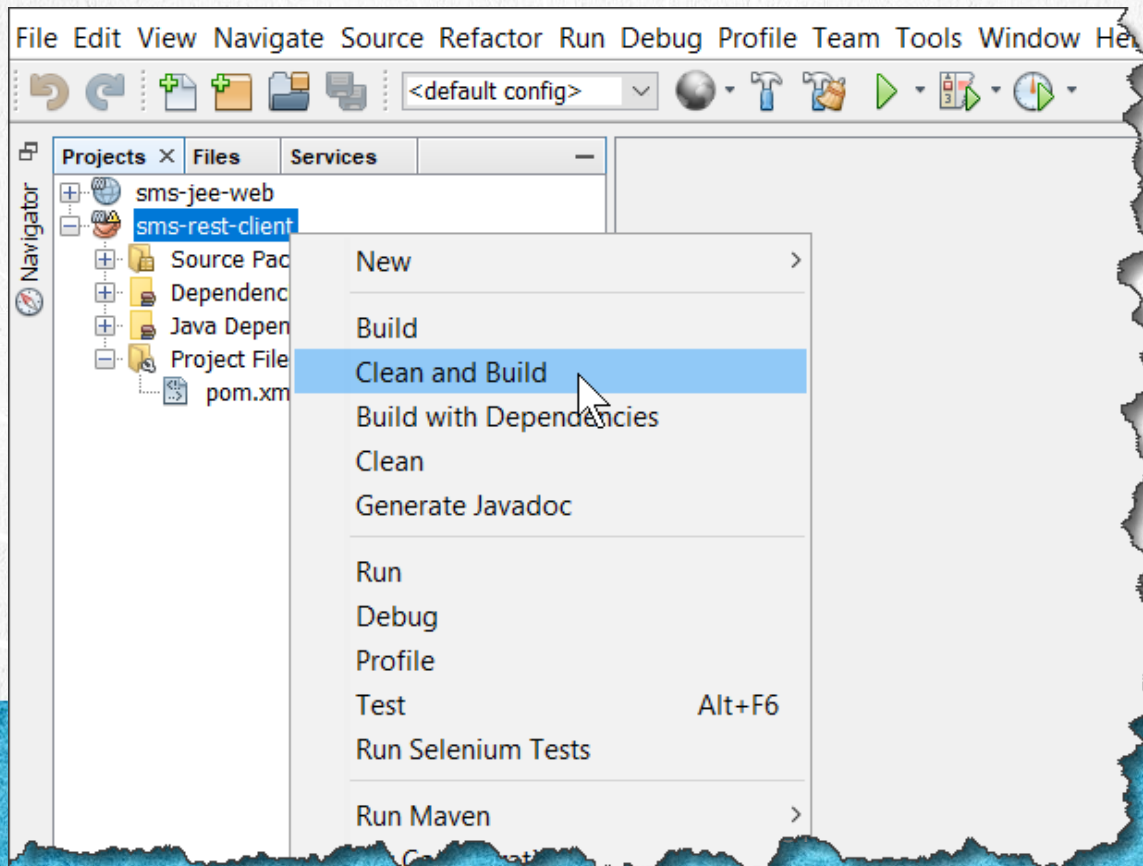 File Edit View Navigate Source Refactor Run Debug Profile Team Tools Window
<default config>
Projects Files Services
Navigator
sms-jee-web
sms-rest-client
Source Pac
Dependenc
Java Depen
Project File
pom.xm
New
Build
Clean and Build
Build with Dependencies
Clean
Generate Javadoc
Run
Debug
Profile
Test Alt+F6
Run Selenium Tests
Run Maven